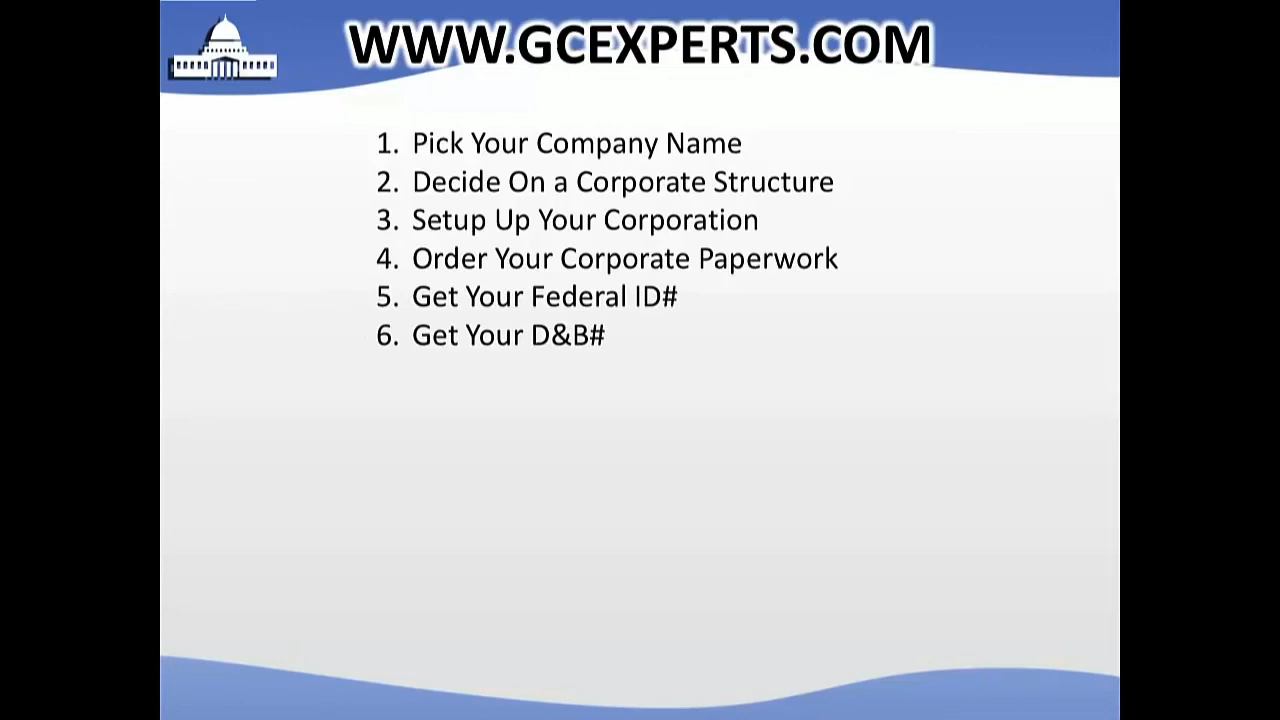 WWW.GCEXPERTS.COM
1. Pick Your Company Name
2. Decide On a Corporate Structure
3. Setup Up Your Corporation
4. Order Your Corporate Paperwork
5. Get Your Federal ID#
6. Get Your D&B#